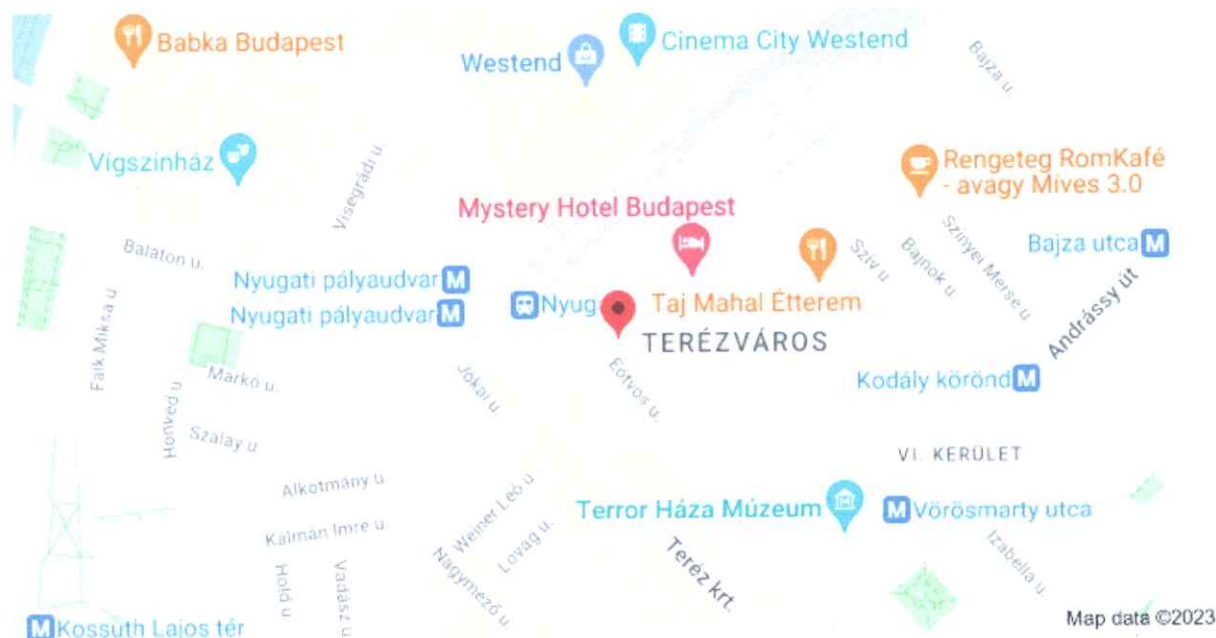 Babka Budapest
Westend
Cinema City Westend
Bajza u.
Vígszínház
Visegrádi u
Rengeteg RomKafé
- avagy Míves 3.0
Mystery Hotel Budapest
Balaton u.
Szív u
Bajnok u
Szinyei Merse u
Bajza utca M
Nyugati pályaudvar M
Nyugati pályaudvar M
Nyug
Taj Mahal Étterem
TERÉZVÁROS
Andrássy út
Falk Miksa u
Markó u.
Jókai u
Eötvös u.
Kodály körönd M
Honvéd u
Szalay u
VI. KERÜLET
Alkotmány u.
Weiner Leó u
Terror Háza Múzeum
M Vörösmarty utca
Kálmán Imre u.
Lovag u.
Nagymező u.
Teréz krt.
Izabella u.
Hold u
Vadász u
M Kossuth Lajos tér
Map data ©2023